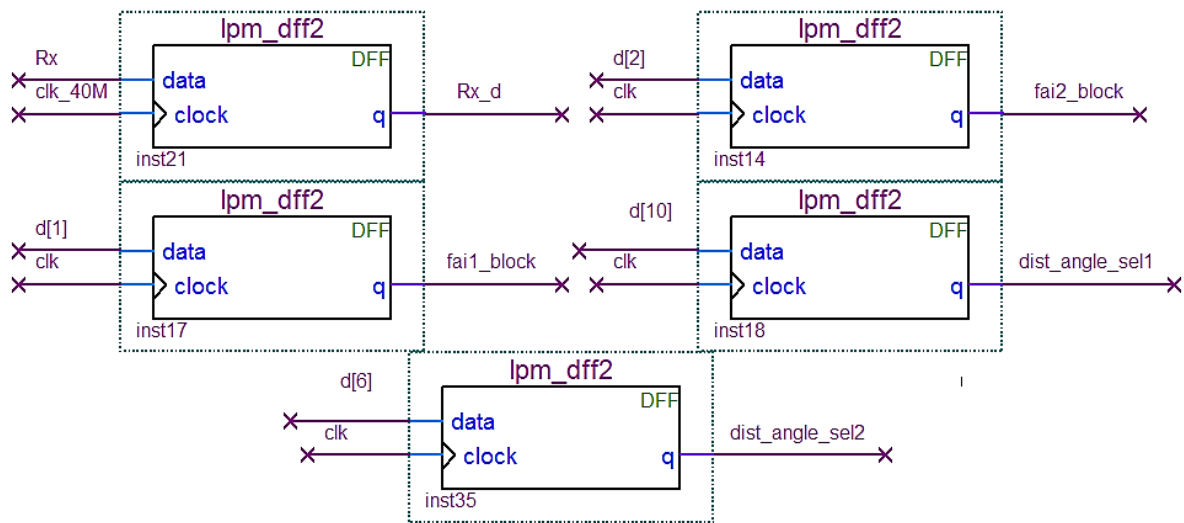 lpm_dff2
DFF
Rx
data
clk_40M
clock
q
Rx_d
inst21
lpm_dff2
DFF
d[2]
data
clk
clock
q
fai2_block
inst14
lpm_dff2
DFF
d[1]
data
clk
clock
q
fai1_block
inst17
lpm_dff2
DFF
d[10]
data
clk
clock
q
dist_angle_sel1
inst18
lpm_dff2
DFF
d[6]
data
clk
clock
q
dist_angle_sel2
inst35